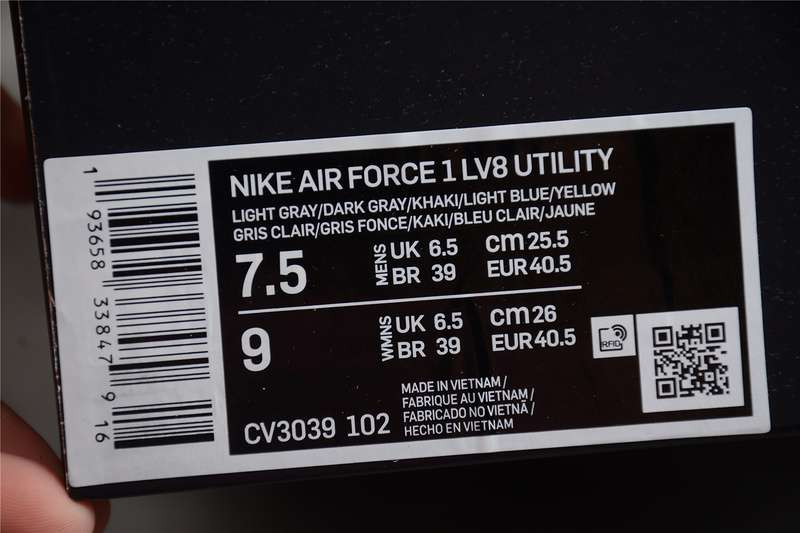 NIKE AIR FORCE 1 LV8 UTILITY
LIGHT GRAY/DARK GRAY/KHAKI/LIGHT BLUE/YELLOW
GRIS CLAIR/GRIS FONCE/KAKI/BLEU CLAIR/JAUNE
7.5 MENS UK 6.5 cm 25.5
BR 39 EUR 40.5
9 WMNS UK 6.5 cm 26
BR 39 EUR 40.5
RFID
MADE IN VIETNAM /
FABRIQUE AU VIETNAM /
FABRICADO NO VIETNÃ /
HECHO EN VIETNAM
CV3039 102
1 93658 33847 9 16